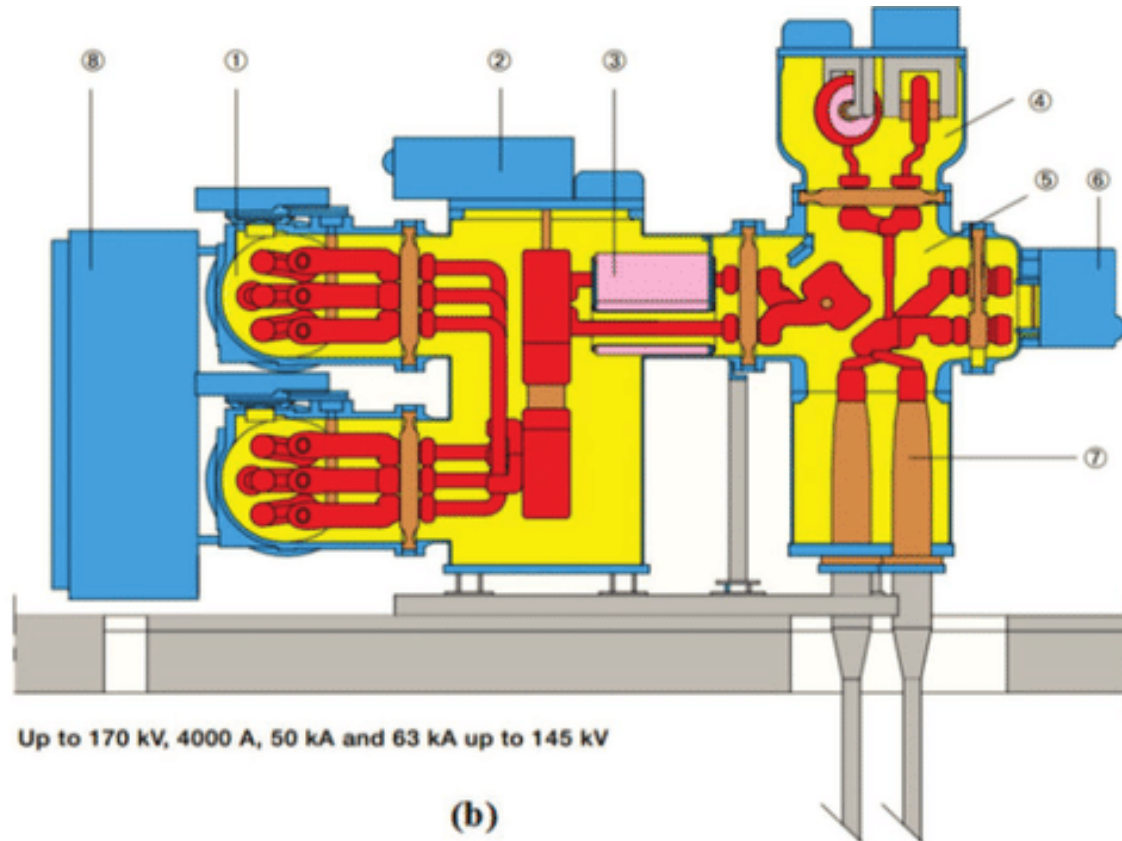 ⑧ ① ② ③
④
⑤ ⑥
⑦
Up to 170 kV, 4000 A, 50 kA and 63 kA up to 145 kV
(b)